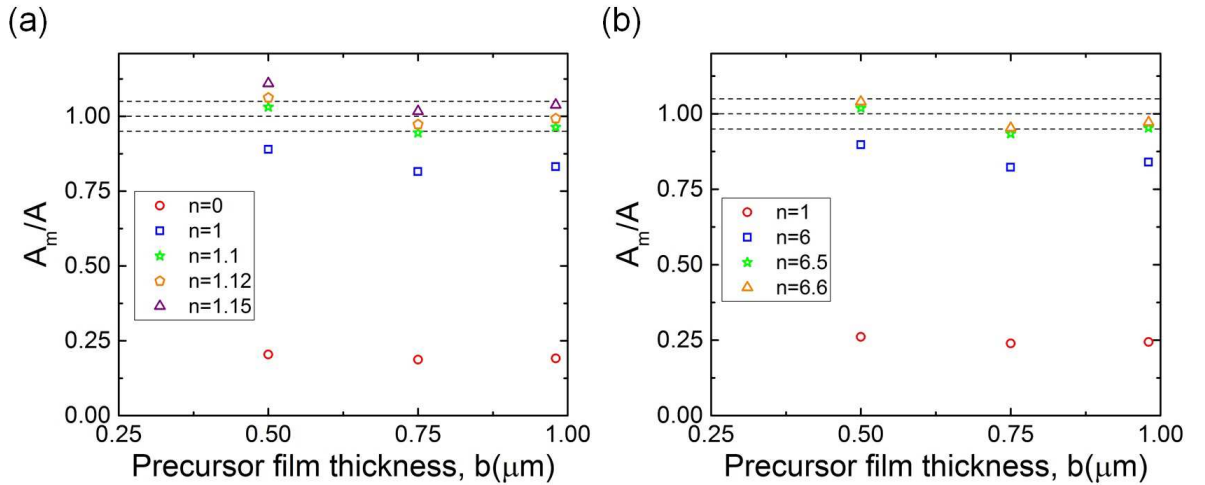 (a)
A_m/A
1.00
0.75
0.50
0.25
0.00
n=0
n=1
n=1.1
n=1.12
n=1.15
0.25 0.50 0.75 1.00
Precursor film thickness, b(μm)
(b)
A_m/A
1.00
0.75
0.50
0.25
0.00
n=1
n=6
n=6.5
n=6.6
0.25 0.50 0.75 1.00
Precursor film thickness, b(μm)